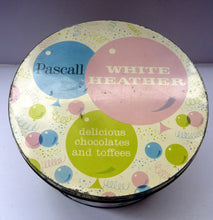 Pascall
WHITE
HEATHER
delicious
chocolates
and toffees